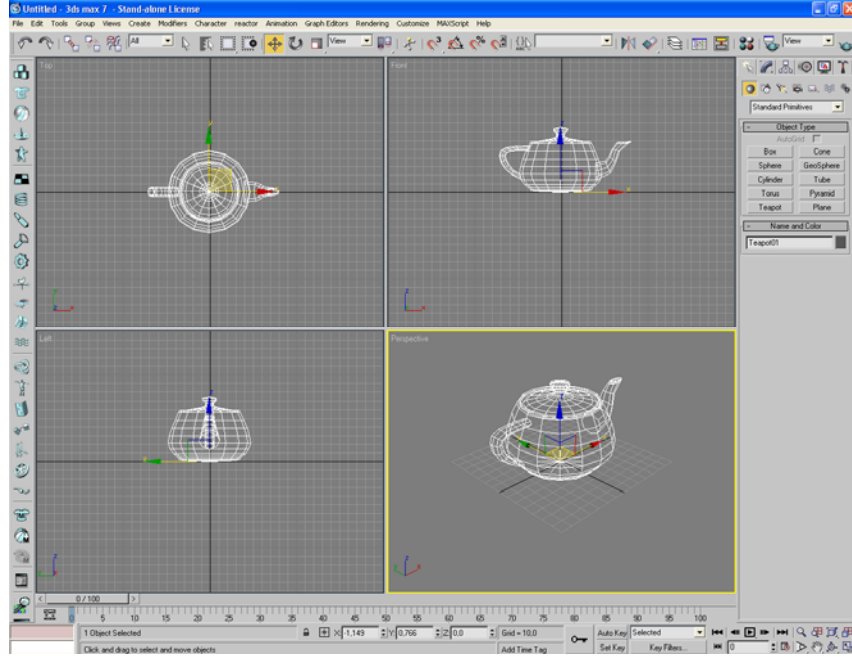 Untitled - 3ds max 7 - Stand-alone License
File Edit Tools Group Views Create Modifiers Character reactor Animation Graph Editors Rendering Customize MAXScript Help
All View View
Top Front
Standard Primitives
- Object Type
AutoGrid
Box Cone
Sphere GeoSphere
Cylinder Tube
Torus Pyramid
Teapot Plane
- Name and Color
Teapot01
Left Perspective
< 0 / 100 >
0 5 10 15 20 25 30 35 40 45 50 55 60 65 70 75 80 85 90 95 100
1 Object Selected X -1,149 Y 0,766 Z 0,0 Grid = 10,0 Auto Key Selected
Click and drag to select and move objects Add Time Tag Set Key Key Filters... 0